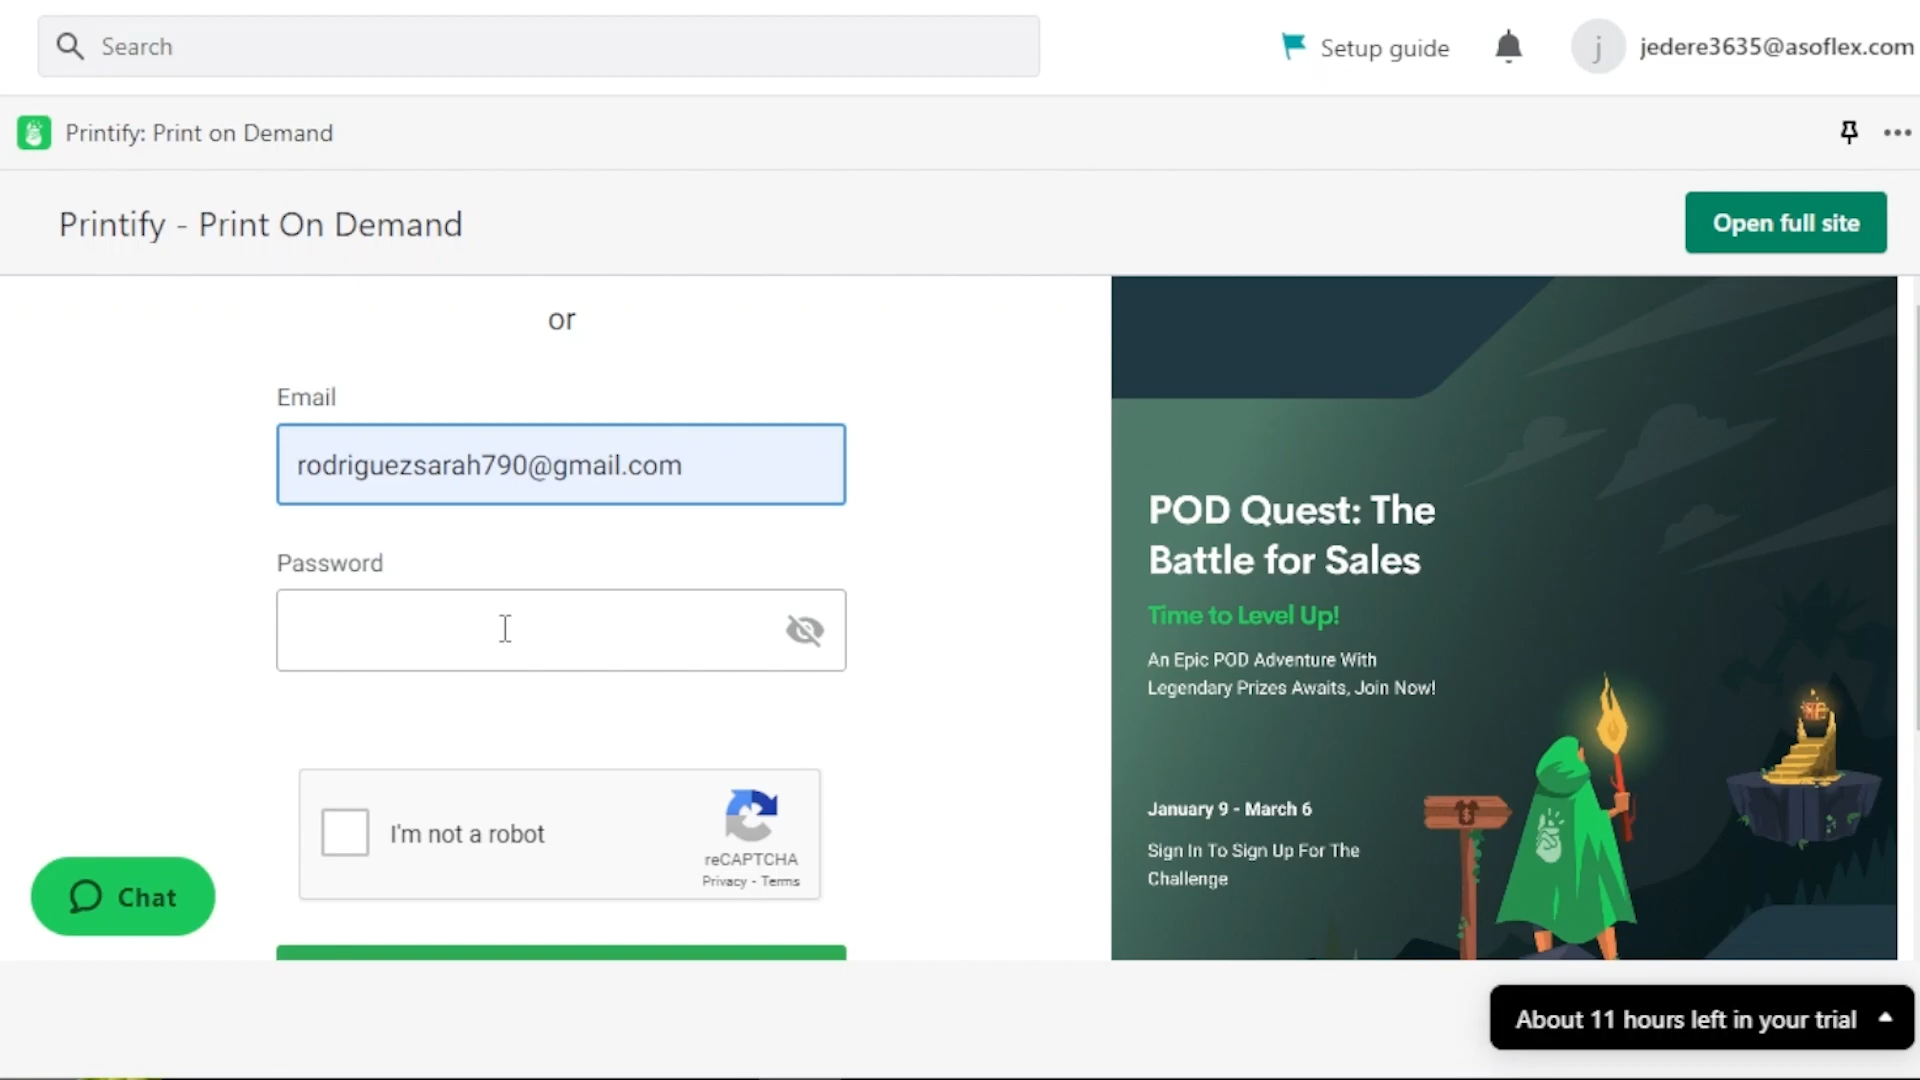 Search
Setup guide
j
jedere3635@asoflex.com
Printify: Print on Demand
Printify - Print On Demand
Open full site
or
Email
rodriguezsarah790@gmail.com
Password
I'm not a robot
reCAPTCHA
Privacy - Terms
Chat
POD Quest: The
Battle for Sales
Time to Level Up!
An Epic POD Adventure With
Legendary Prizes Awaits, Join Now!
January 9 - March 6
Sign In To Sign Up For The
Challenge
$
About 11 hours left in your trial